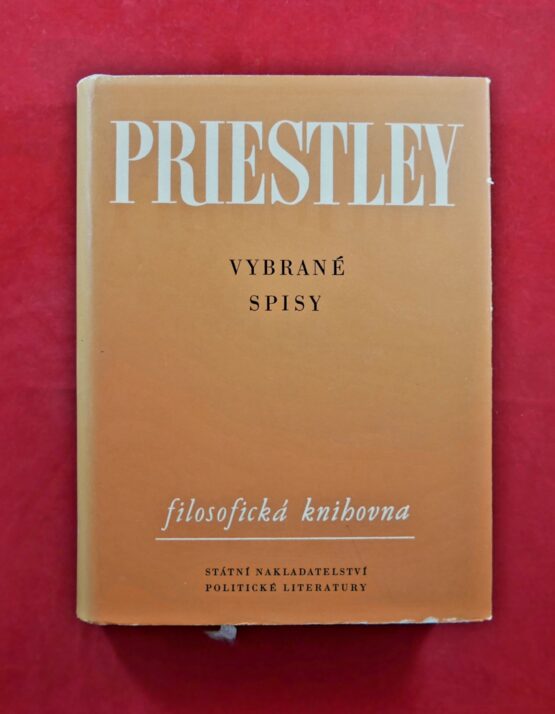 PRIESTLEY
VYBRANÉ
SPISY
filosofická knihovna
STÁTNÍ NAKLADATELSTVÍ
POLITICKÉ LITERATURY